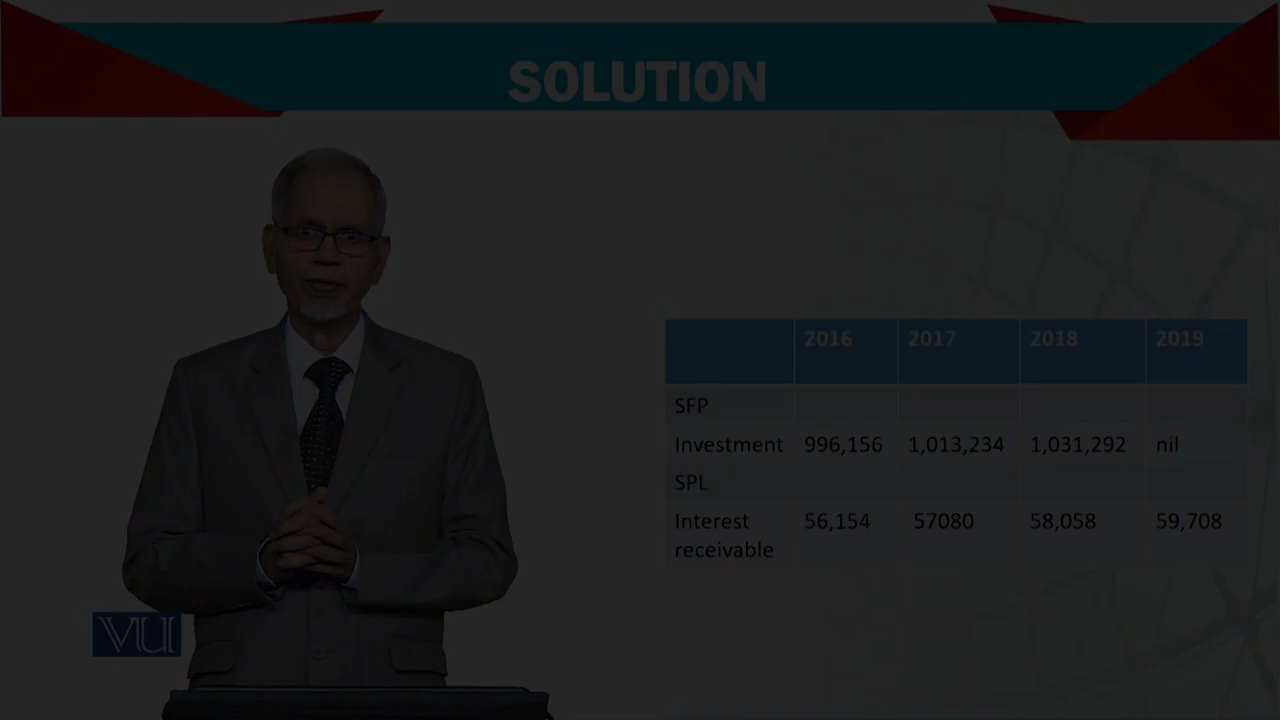 SOLUTION
2016 2017 2018 2019
SFP
Investment 996,156 1,013,234 1,031,292 nil
SPL
Interest receivable 56,154 57080 58,058 59,708
VU